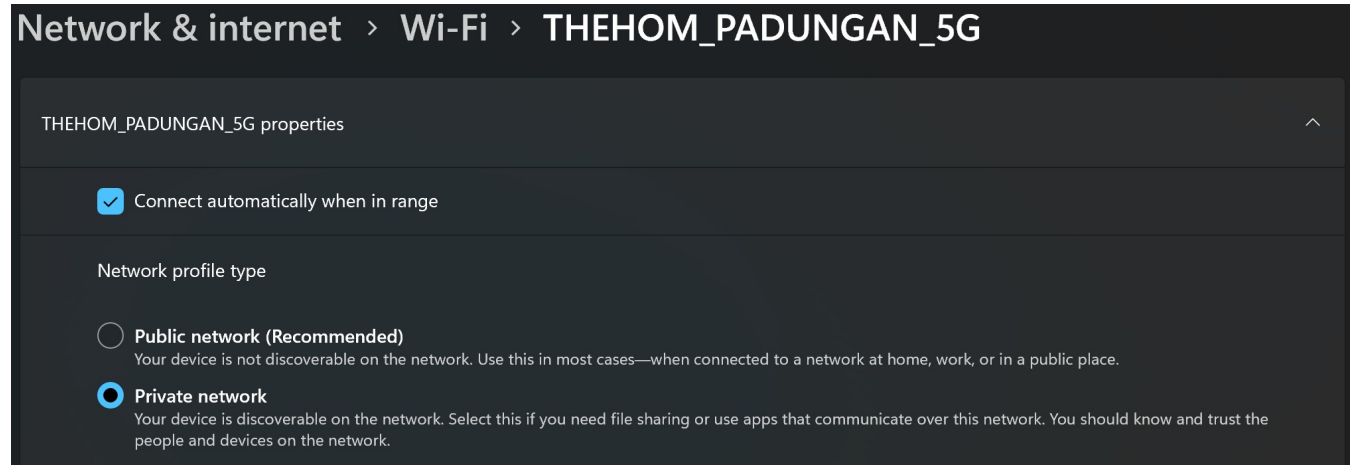 Network & internet > Wi-Fi > THEHOM_PADUNGAN_5G
THEHOM_PADUNGAN_5G properties
Connect automatically when in range
Network profile type
Public network (Recommended)
Your device is not discoverable on the network. Use this in most cases—when connected to a network at home, work, or in a public place.
Private network
Your device is discoverable on the network. Select this if you need file sharing or use apps that communicate over this network. You should know and trust the
people and devices on the network.